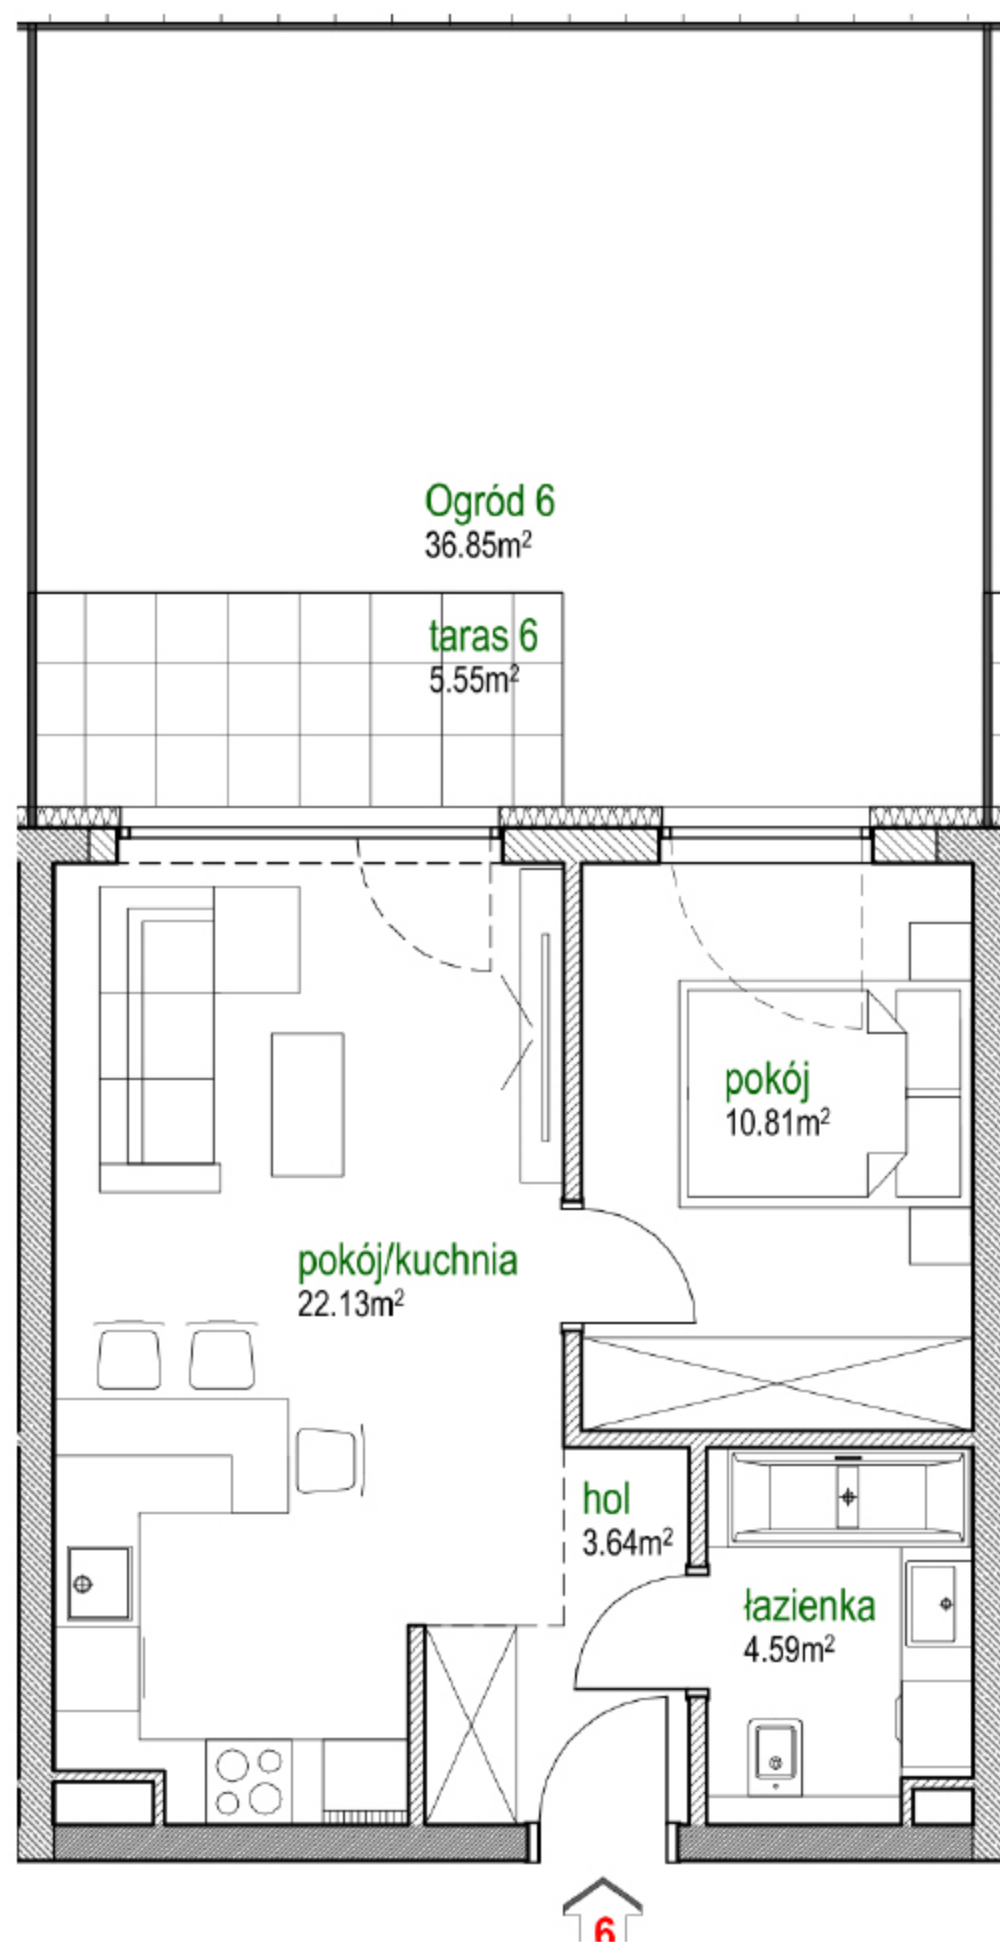 Ogród 6
36.85m²
taras 6
5.55m²
pokój
10.81m²
pokój/kuchnia
22.13m²
hol
3.64m²
łazienka
4.59m²
6